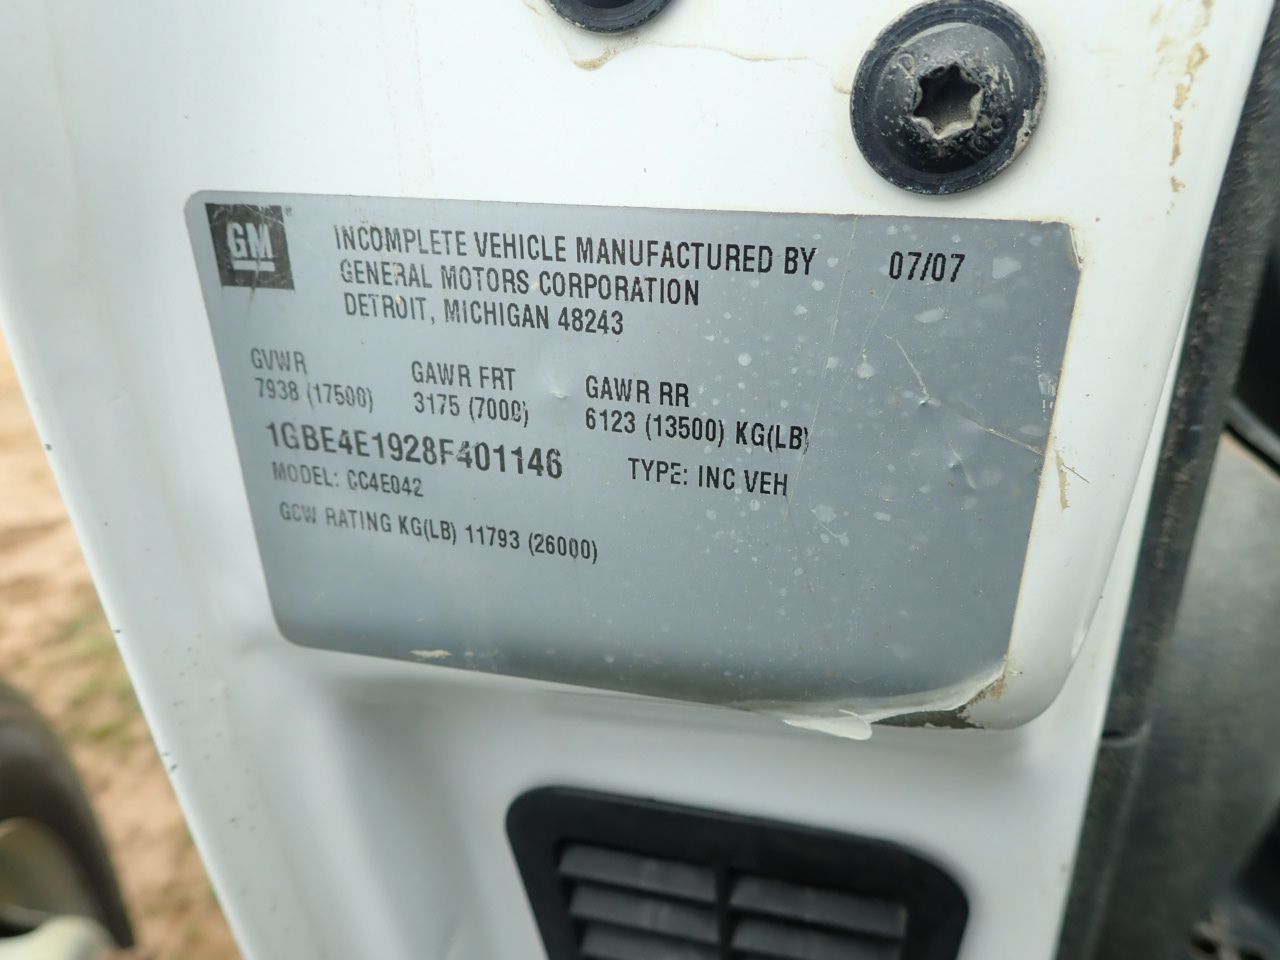 GM
INCOMPLETE VEHICLE MANUFACTURED BY 07/07
GENERAL MOTORS CORPORATION
DETROIT, MICHIGAN 48243
GVWR GAWR FRT GAWR RR
7938 (17500) 3175 (7000) 6123 (13500) KG(LB)
1GBE4E1928F401146 TYPE: INC VEH
MODEL: CC4E042
GCW RATING KG(LB) 11793 (26000)